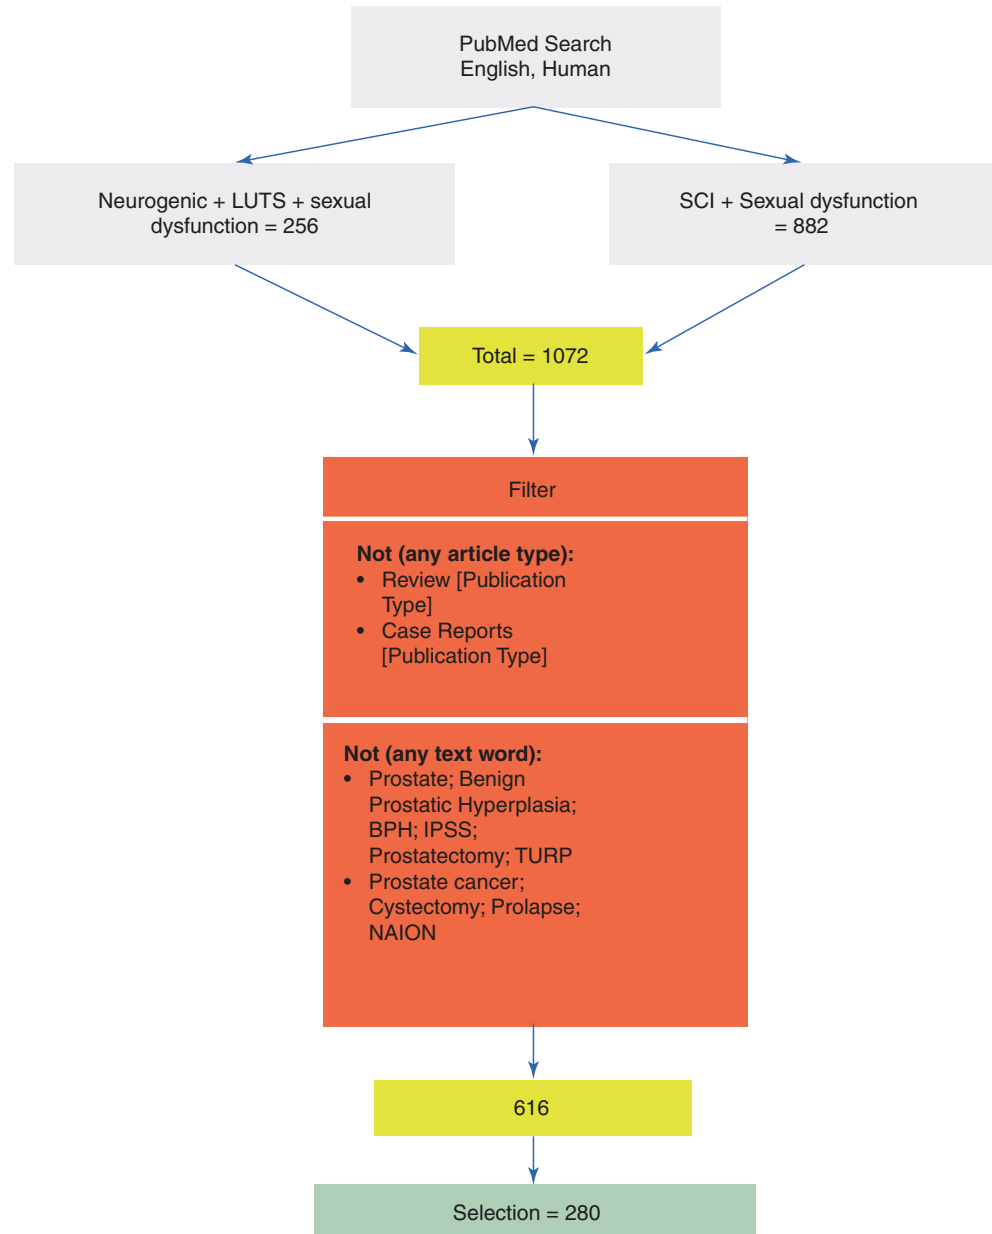 PubMed Search
English, Human
Neurogenic + LUTS + sexual
dysfunction = 256
SCI + Sexual dysfunction
= 882
Total = 1072
Filter
Not (any article type):
• Review [Publication
Type]
• Case Reports
[Publication Type]
Not (any text word):
• Prostate; Benign
Prostatic Hyperplasia;
BPH; IPSS;
Prostatectomy; TURP
• Prostate cancer;
Cystectomy; Prolapse;
NAION
616
Selection = 280